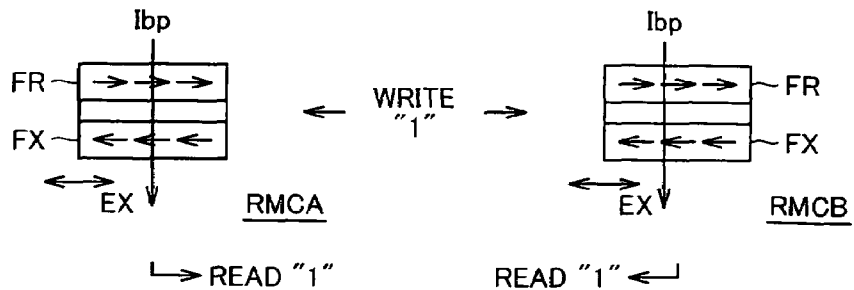 Ibp Ibp
FR FR
WRITE
"1"
FX FX
EX RMCA EX RMCB
READ "1" READ "1"